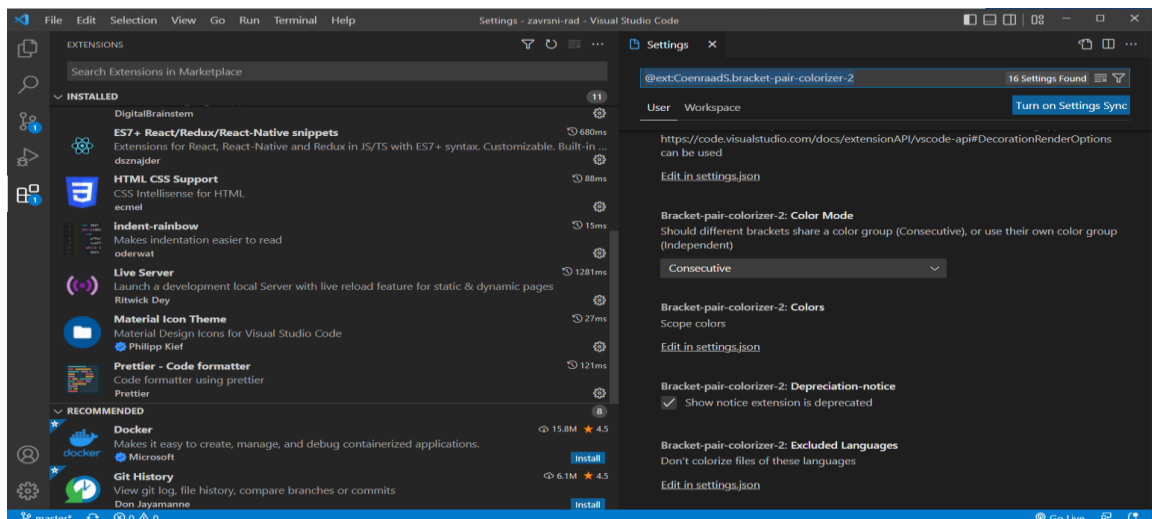 File Edit Selection View Go Run Terminal Help Settings - zavrsni-rad - Visual Studio Code
EXTENSIONS
Search Extensions in Marketplace
INSTALLED 11
DigitalBrainstem
ES7+ React/Redux/React-Native snippets 680ms
Extensions for React, React-Native and Redux in JS/TS with ES7+ syntax. Customizable. Built-in ...
dsznajder
HTML CSS Support 88ms
CSS Intellisense for HTML
ecmel
indent-rainbow 15ms
Makes indentation easier to read
oderwat
Live Server 1281ms
Launch a development local Server with live reload feature for static & dynamic pages
Ritwick Dey
Material Icon Theme 27ms
Material Design Icons for Visual Studio Code
Philipp Kief
Prettier - Code formatter 121ms
Code formatter using prettier
Prettier
RECOMMENDED 8
Docker 15.8M 4.5
Makes it easy to create, manage, and debug containerized applications.
docker
Microsoft Install
Git History 6.1M 4.5
View git log, file history, compare branches or commits
Don Jayamanne Install
Settings
@ext:CoenraadS.bracket-pair-colorizer-2 16 Settings Found
User Workspace Turn on Settings Sync
https://code.visualstudio.com/docs/extensionAPI/vscode-api#DecorationRenderOptions
can be used
Edit in settings.json
Bracket-pair-colorizer-2: Color Mode
Should different brackets share a color group (Consecutive), or use their own color group
(Independent)
Consecutive
Bracket-pair-colorizer-2: Colors
Scope colors
Edit in settings.json
Bracket-pair-colorizer-2: Depreciation-notice
Show notice extension is deprecated
Bracket-pair-colorizer-2: Excluded Languages
Don't colorize files of these languages
Edit in settings.json
master* 0 0 Go Live